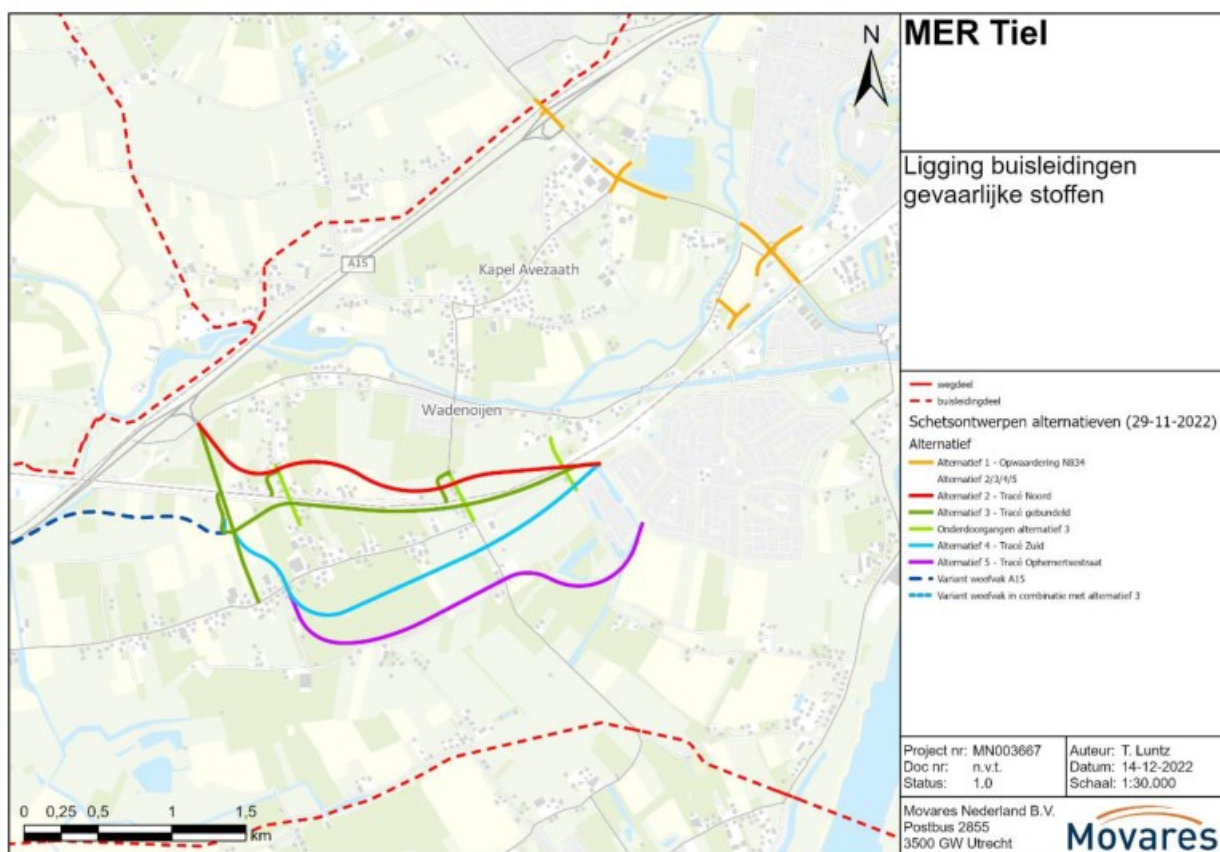 MER Tiel
N
Ligging buisleidingen
gevaarlijke stoffen
A15
Kapel Avezaath
Wadenoijen
wegdeel
buisleidingdeel
Schetsontwerpen alternatieven (29-11-2022)
Alternatief
Alternatief 1 - Opwaardering N834
Alternatief 2/3/4/5
Alternatief 2 - Tracé Noord
Alternatief 3 - Tracé gebundeld
Onderdoorgangen alternatief 3
Alternatief 4 - Tracé Zuid
Alternatief 5 - Tracé Ophemertsestraat
Variant weefvak A15
Variant weefvak in combinatie met alternatief 3
0 0,25 0,5 1 1,5
km
Project nr: MN003667
Doc nr: n.v.t.
Status: 1.0
Auteur: T. Luntz
Datum: 14-12-2022
Schaal: 1:30.000
Movares Nederland B.V.
Postbus 2855
3500 GW Utrecht
Movares